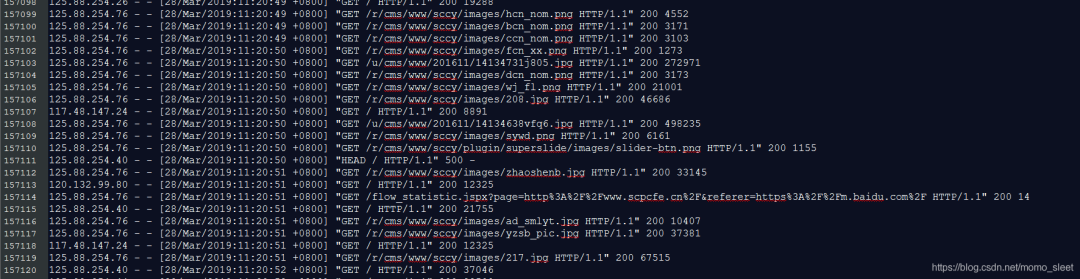 157098 125.88.254.26 - - [28/Mar/2019:11:20:49 +0800] "GET / HTTP/1.1" 200 19288
157099 125.88.254.76 - - [28/Mar/2019:11:20:49 +0800] "GET /r/cms/www/sccy/images/hcn_nom.png HTTP/1.1" 200 4552
157100 125.88.254.76 - - [28/Mar/2019:11:20:49 +0800] "GET /r/cms/www/sccy/images/bcn_nom.png HTTP/1.1" 200 3171
157101 125.88.254.76 - - [28/Mar/2019:11:20:49 +0800] "GET /r/cms/www/sccy/images/ccn_nom.png HTTP/1.1" 200 3103
157102 125.88.254.76 - - [28/Mar/2019:11:20:50 +0800] "GET /r/cms/www/sccy/images/fcn_xx.png HTTP/1.1" 200 1273
157103 125.88.254.76 - - [28/Mar/2019:11:20:50 +0800] "GET /u/cms/www/201611/14134731j805.jpg HTTP/1.1" 200 272971
157104 125.88.254.76 - - [28/Mar/2019:11:20:50 +0800] "GET /r/cms/www/sccy/images/dcn_nom.png HTTP/1.1" 200 3173
157105 125.88.254.76 - - [28/Mar/2019:11:20:50 +0800] "GET /r/cms/www/sccy/images/wj_fl.png HTTP/1.1" 200 21001
157106 125.88.254.76 - - [28/Mar/2019:11:20:50 +0800] "GET /r/cms/www/sccy/images/208.jpg HTTP/1.1" 200 46686
157107 117.48.147.24 - - [28/Mar/2019:11:20:50 +0800] "GET / HTTP/1.1" 200 8891
157108 125.88.254.76 - - [28/Mar/2019:11:20:50 +0800] "GET /u/cms/www/201611/14134638vfq6.jpg HTTP/1.1" 200 498235
157109 125.88.254.76 - - [28/Mar/2019:11:20:50 +0800] "GET /r/cms/www/sccy/images/sywd.png HTTP/1.1" 200 6161
157110 125.88.254.76 - - [28/Mar/2019:11:20:50 +0800] "GET /r/cms/www/sccy/plugin/superslide/images/slider-btn.png HTTP/1.1" 200 1155
157111 125.88.254.40 - - [28/Mar/2019:11:20:50 +0800] "HEAD / HTTP/1.1" 500 -
157112 125.88.254.76 - - [28/Mar/2019:11:20:51 +0800] "GET /r/cms/www/sccy/images/zhaoshenb.jpg HTTP/1.1" 200 33145
157113 120.132.99.80 - - [28/Mar/2019:11:20:51 +0800] "GET / HTTP/1.1" 200 12325
157114 125.88.254.76 - - [28/Mar/2019:11:20:51 +0800] "GET /flow_statistic.jspx?page=http%3A%2F%2Fwww.scpcfe.cn%2F&referer=https%3A%2F%2Fm.baidu.com%2F HTTP/1.1" 200 14
157115 125.88.254.40 - - [28/Mar/2019:11:20:51 +0800] "GET / HTTP/1.1" 200 21755
157116 125.88.254.76 - - [28/Mar/2019:11:20:51 +0800] "GET /r/cms/www/sccy/images/ad_smlyt.jpg HTTP/1.1" 200 10407
157117 125.88.254.76 - - [28/Mar/2019:11:20:51 +0800] "GET /r/cms/www/sccy/images/yzsb_pic.jpg HTTP/1.1" 200 37381
157118 117.48.147.24 - - [28/Mar/2019:11:20:51 +0800] "GET / HTTP/1.1" 200 12325
157119 125.88.254.76 - - [28/Mar/2019:11:20:51 +0800] "GET /r/cms/www/sccy/images/217.jpg HTTP/1.1" 200 67515
157120 125.88.254.40 - - [28/Mar/2019:11:20:52 +0800] "GET / HTTP/1.1" 200 37046
https://blog.csdn.net/momo_sleet